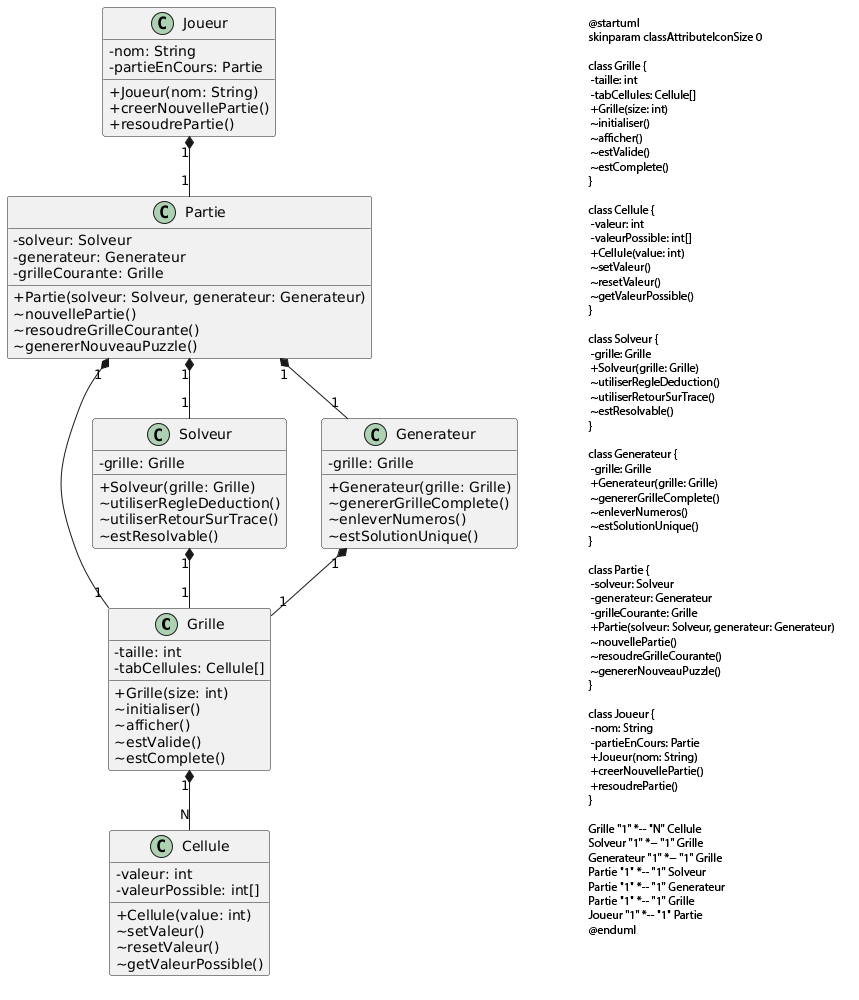 C Joueur
-nom: String
-partieEnCours: Partie
+Joueur(nom: String)
+creerNouvellePartie()
+resoudrePartie()
1
1
C Partie
-solveur: Solveur
-generateur: Generateur
-grilleCourante: Grille
+Partie(solveur: Solveur, generateur: Generateur)
~nouvellePartie()
~resoudreGrilleCourante()
~genererNouveauPuzzle()
1 1 1
1 1
C Solveur
-grille: Grille
+Solveur(grille: Grille)
~utiliserRegleDeduction()
~utiliserRetourSurTrace()
~estResolvable()
C Generateur
-grille: Grille
+Generateur(grille: Grille)
~genererGrilleComplete()
~enleverNumeros()
~estSolutionUnique()
1 1
1 1 1
C Grille
-taille: int
-tabCellules: Cellule[]
+Grille(size: int)
~initialiser()
~afficher()
~estValide()
~estComplete()
1
N
C Cellule
-valeur: int
-valeurPossible: int[]
+Cellule(value: int)
~setValeur()
~resetValeur()
~getValeurPossible()
@startuml
skinparam classAttributeIconSize 0
class Grille {
-taille: int
-tabCellules: Cellule[]
+Grille(size: int)
~initialiser()
~afficher()
~estValide()
~estComplete()
}
class Cellule {
-valeur: int
-valeurPossible: int[]
+Cellule(value: int)
~setValeur()
~resetValeur()
~getValeurPossible()
}
class Solveur {
-grille: Grille
+Solveur(grille: Grille)
~utiliserRegleDeduction()
~utiliserRetourSurTrace()
~estResolvable()
}
class Generateur {
-grille: Grille
+Generateur(grille: Grille)
~genererGrilleComplete()
~enleverNumeros()
~estSolutionUnique()
}
class Partie {
-solveur: Solveur
-generateur: Generateur
-grilleCourante: Grille
+Partie(solveur: Solveur, generateur: Generateur)
~nouvellePartie()
~resoudreGrilleCourante()
~genererNouveauPuzzle()
}
class Joueur {
-nom: String
-partieEnCours: Partie
+Joueur(nom: String)
+creerNouvellePartie()
+resoudrePartie()
}
Grille "1" *-- "N" Cellule
Solveur "1" *-- "1" Grille
Generateur "1" *-- "1" Grille
Partie "1" *-- "1" Solveur
Partie "1" *-- "1" Generateur
Partie "1" *-- "1" Grille
Joueur "1" *-- "1" Partie
@enduml